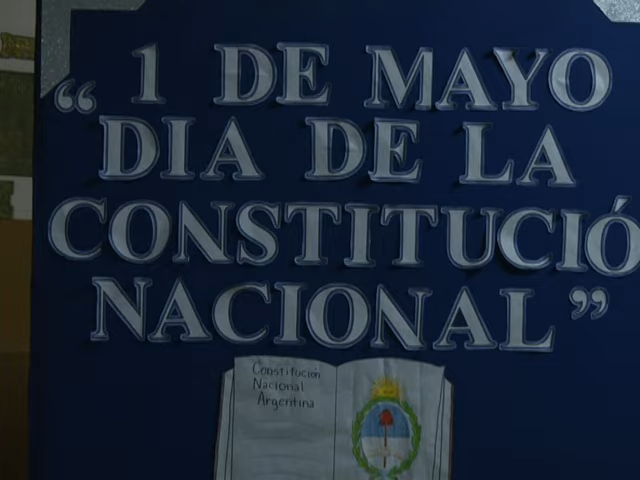 “ 1 DE MAYO
DIA DE LA
CONSTITUCIÓ
NACIONAL ”
Constitución
Nacional
Argentina